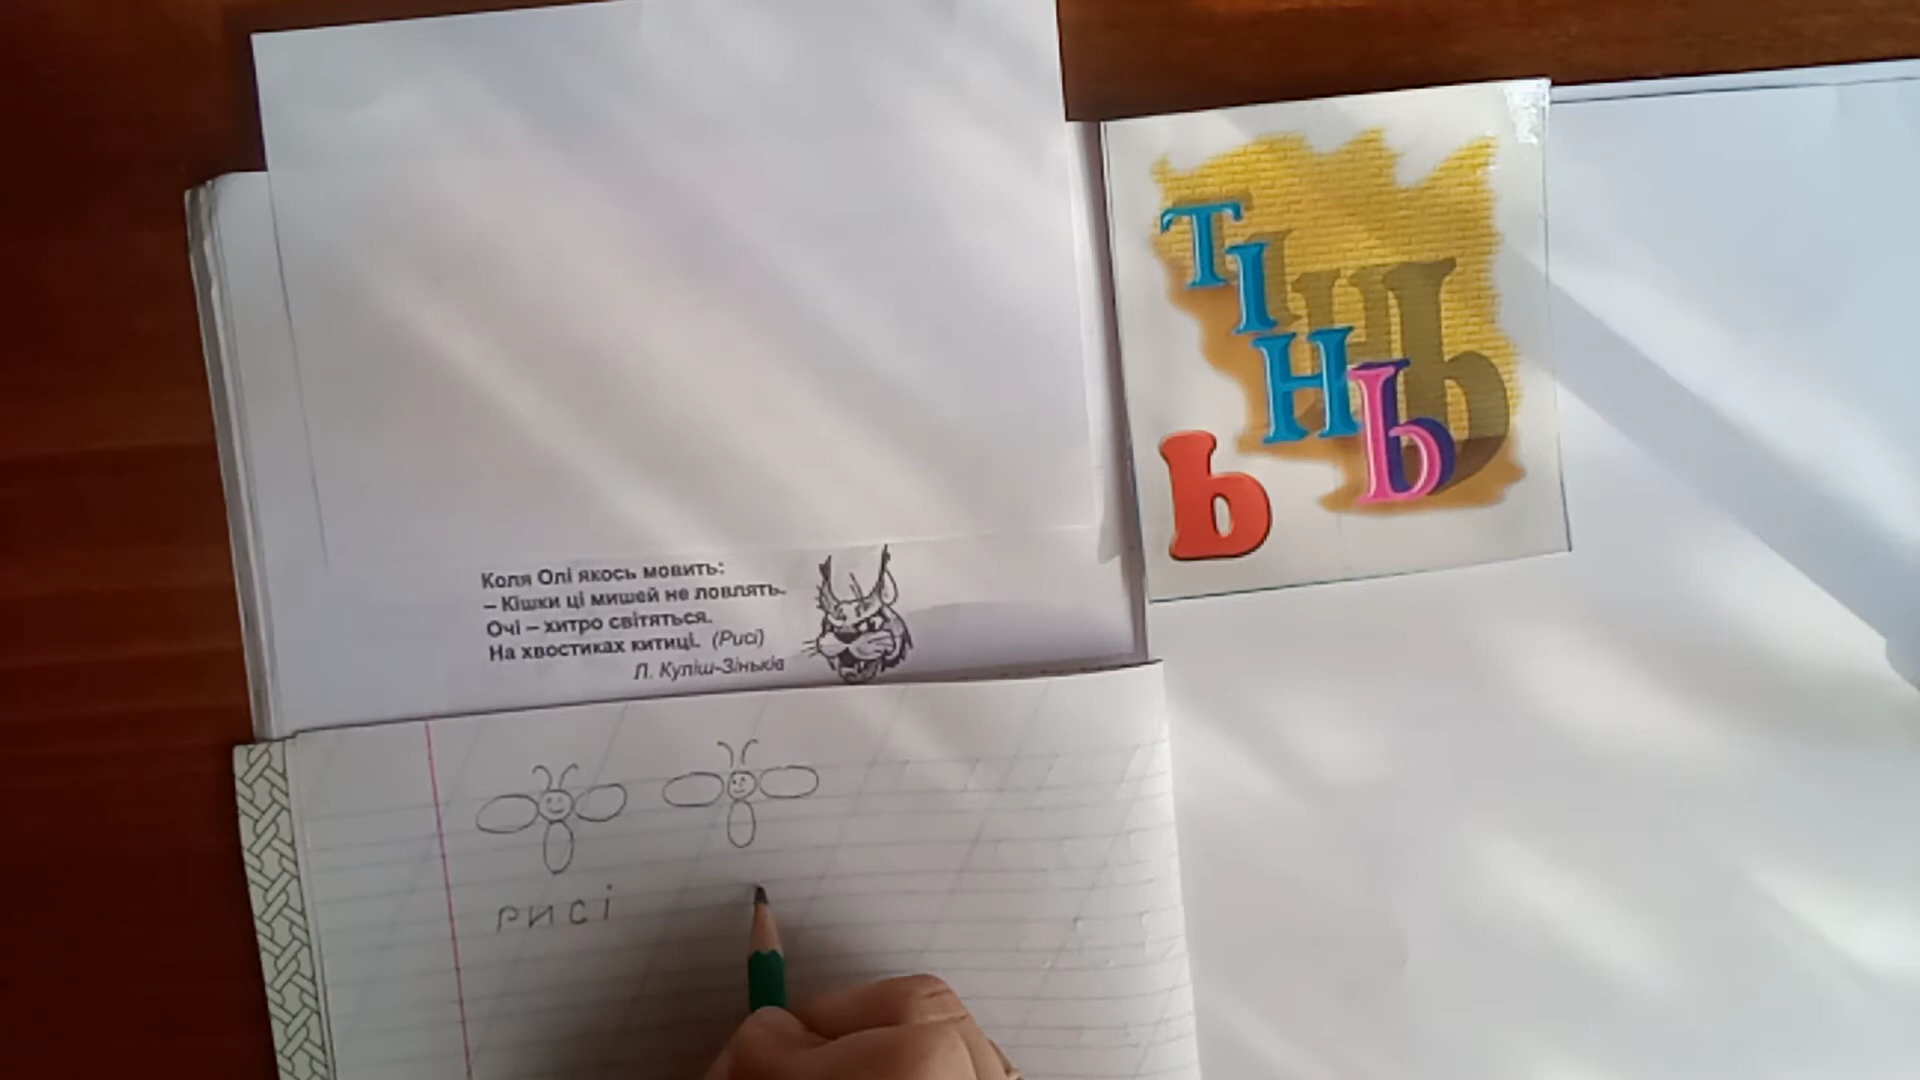 Коля Олі якось мовить:
– Кішки ці мишей не ловлять.
Очі – хитро світяться.
На хвостиках китиці. (Рисі)
Л. Куліш-Зіньків
ТІНЬ
Ь
рисі